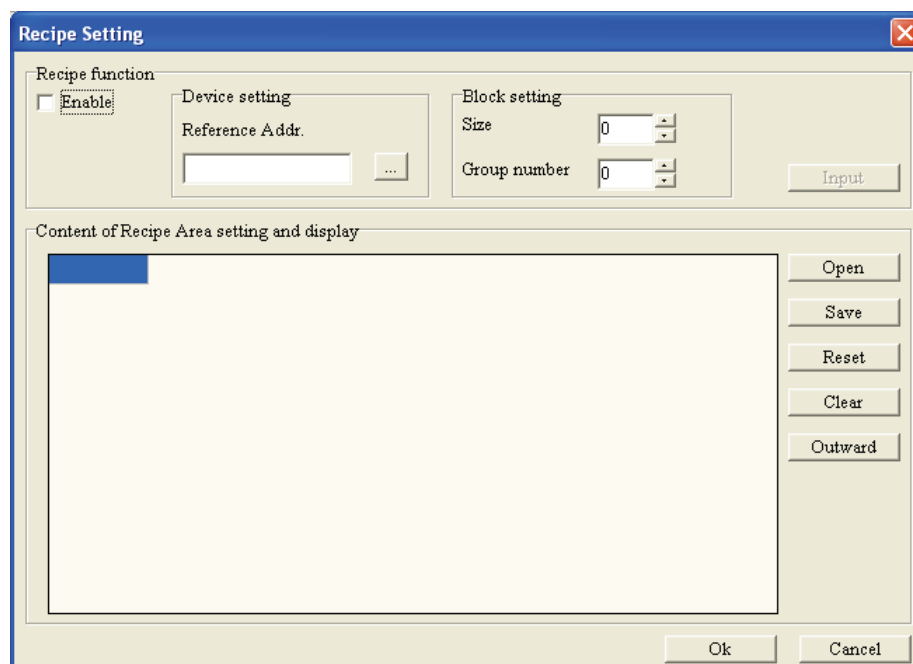 Recipe Setting
Recipe function
Enable
Device setting
Reference Addr.
...
Block setting
Size
0
Group number
0
Input
Content of Recipe Area setting and display
Open
Save
Reset
Clear
Outward
Ok
Cancel